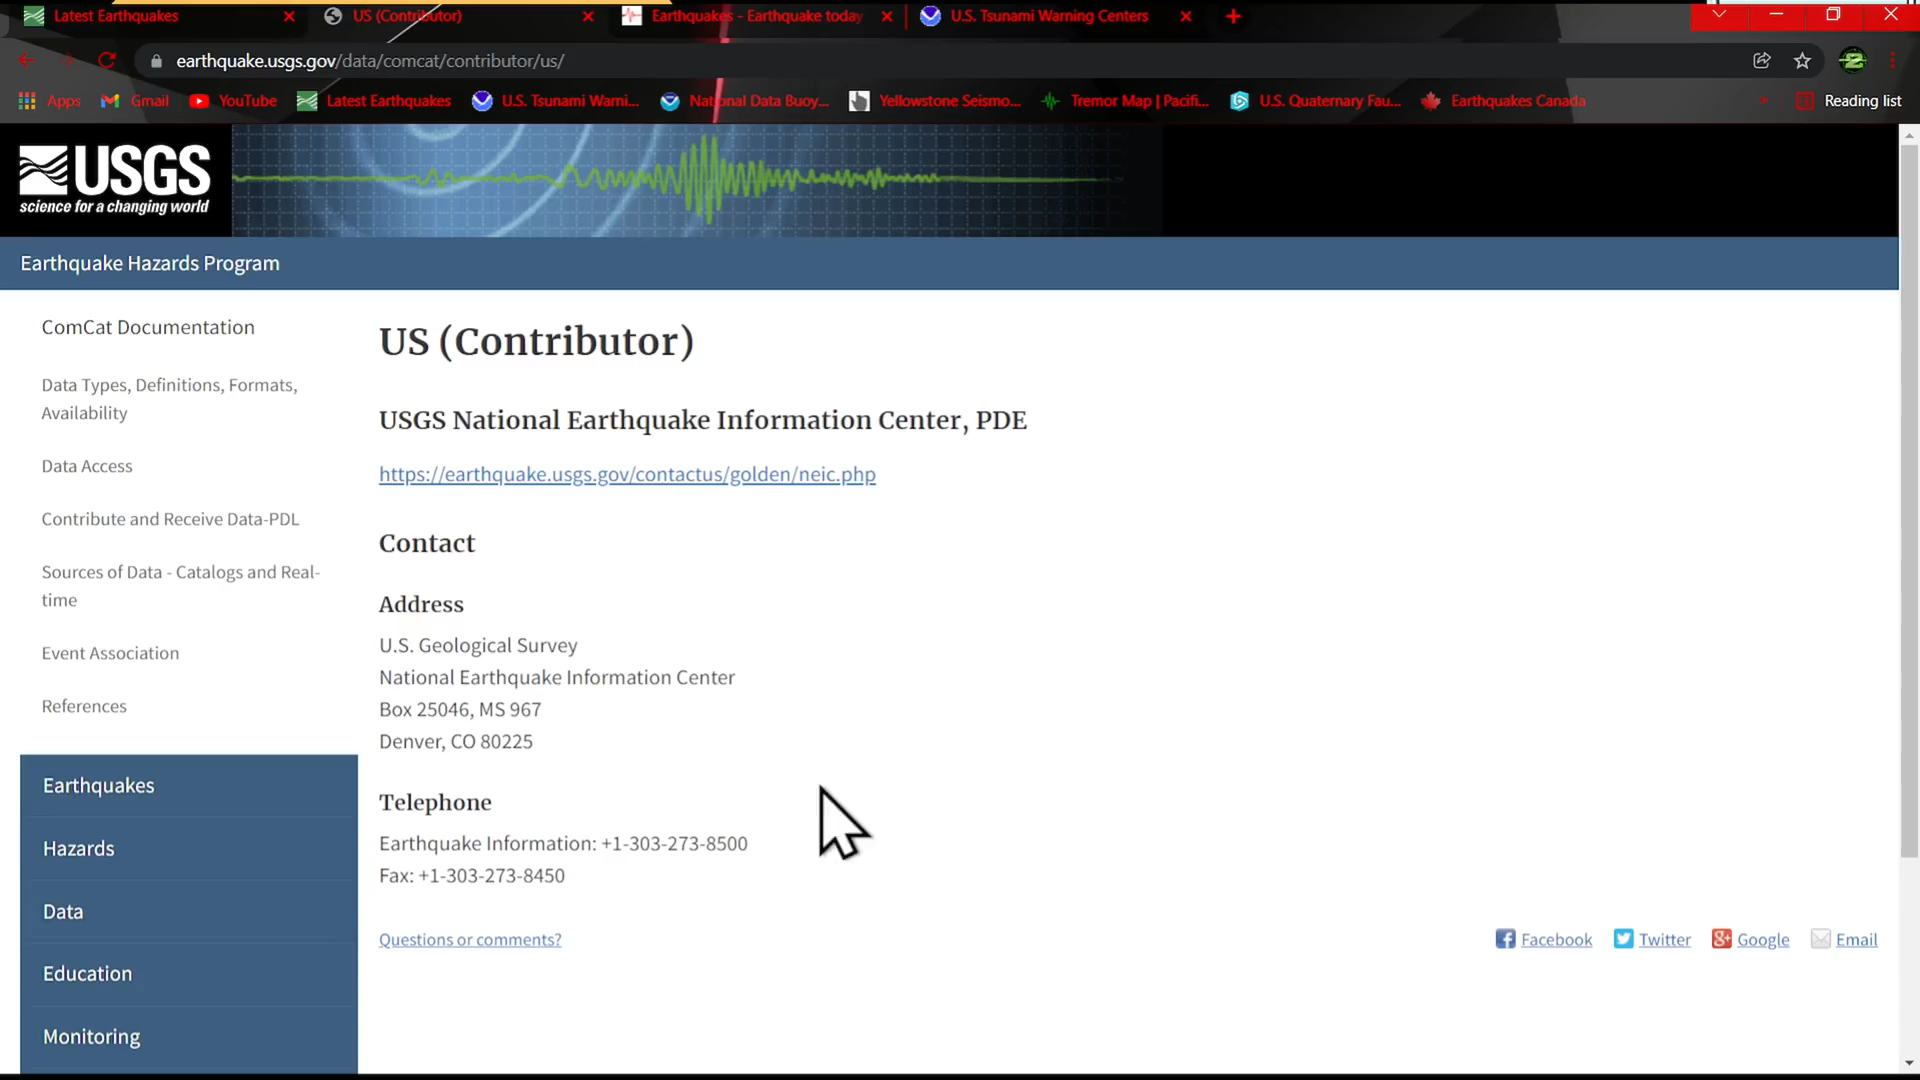 Latest Earthquakes
US (Contributor)
Earthquakes - Earthquake today
U.S. Tsunami Warning Centers
earthquake.usgs.gov/data/comcat/contributor/us/
Apps
Gmail
YouTube
Latest Earthquakes
U.S. Tsunami Warni...
National Data Buoy...
Yellowstone Seismo...
Tremor Map | Pacifi...
U.S. Quaternary Fau...
Earthquakes Canada
»
Reading list
USGS
science for a changing world
Earthquake Hazards Program
ComCat Documentation
Data Types, Definitions, Formats,
Availability
Data Access
Contribute and Receive Data-PDL
Sources of Data - Catalogs and Real-
time
Event Association
References
Earthquakes
Hazards
Data
Education
Monitoring
US (Contributor)
USGS National Earthquake Information Center, PDE
https://earthquake.usgs.gov/contactus/golden/neic.php
Contact
Address
U.S. Geological Survey
National Earthquake Information Center
Box 25046, MS 967
Denver, CO 80225
Telephone
Earthquake Information: +1-303-273-8500
Fax: +1-303-273-8450
Questions or comments?
Facebook
Twitter
Google
Email